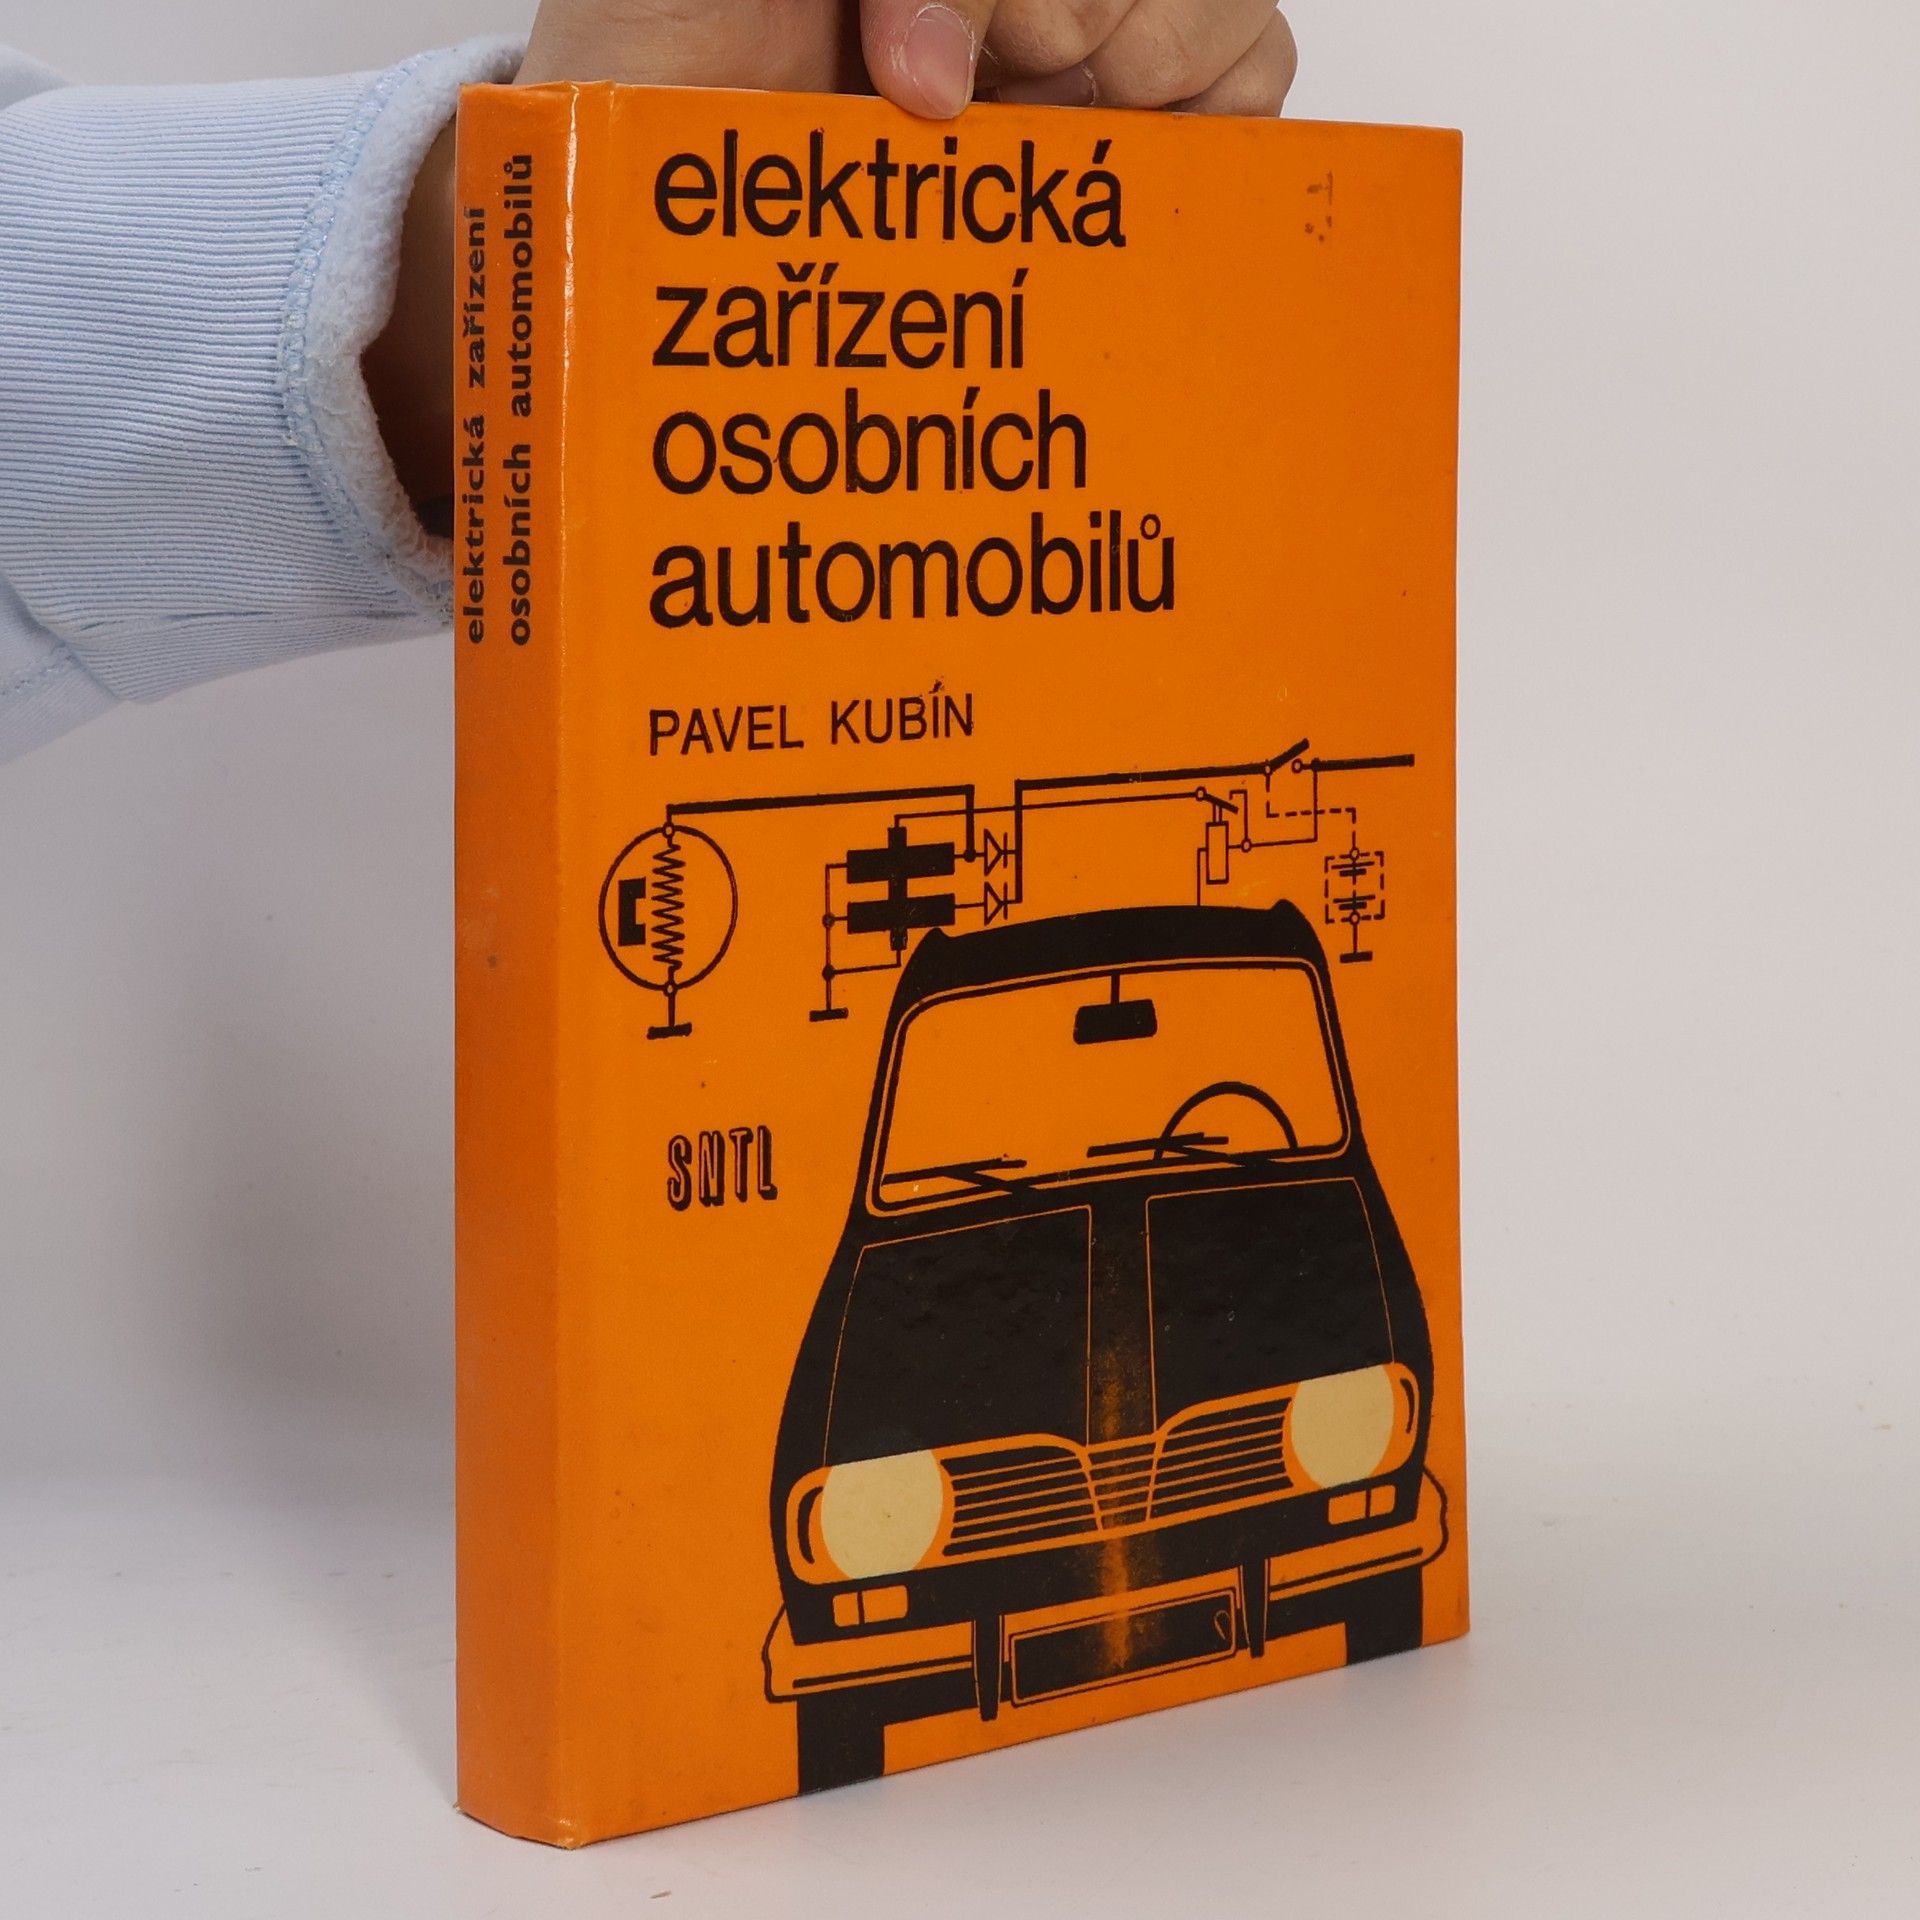 elektrická zařízení
osobních automobilů
elektrická
zařízení
osobních
automobilů
PAVEL KUBÍN
SNTL